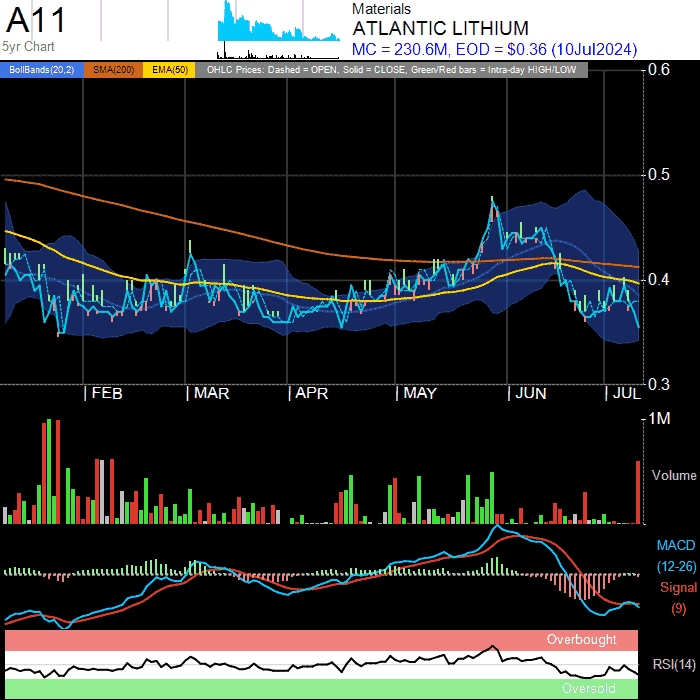 A11
5yr Chart
Materials
ATLANTIC LITHIUM
MC = 230.6M, EOD = $0.36 (10Jul2024)
BollBands(20,2) SMA(200) EMA(50) OHLC Prices: Dashed = OPEN, Solid = CLOSE, Green/Red bars = Intra-day HIGH/LOW
0.6
0.5
0.4
0.3
| FEB | MAR | APR | MAY | JUN | JUL
1M
Volume
MACD
(12-26)
Signal
(9)
Overbought
RSI(14)
Oversold